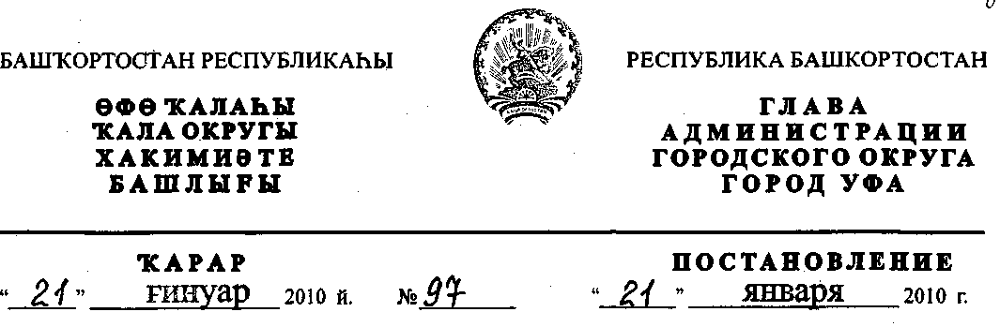 БАШҠОРТОСТАН РЕСПУБЛИКАҺЫ
ӨФӨ ҠАЛАҺЫ
ҠАЛА ОКРУГЫ
ХАКИМИӘТЕ
БАШЛЫҒЫ
РЕСПУБЛИКА БАШКОРТОСТАН
ГЛАВА
АДМИНИСТРАЦИИ
ГОРОДСКОГО ОКРУГА
ГОРОД УФА
ҠАРАР
“ 21 ” ғинуар 2010 й. № 97
ПОСТАНОВЛЕНИЕ
“ 21 ” января 2010 г.